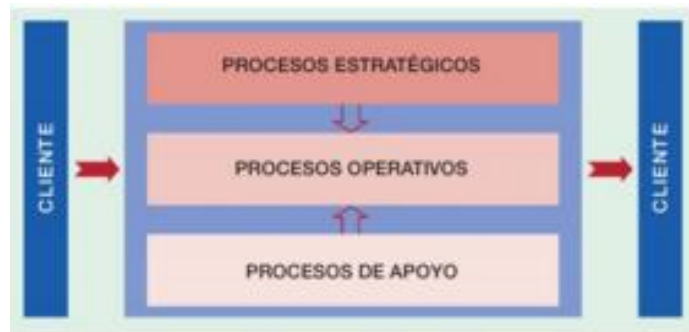 CLIENTE
PROCESOS ESTRATÉGICOS
PROCESOS OPERATIVOS
PROCESOS DE APOYO
CLIENTE